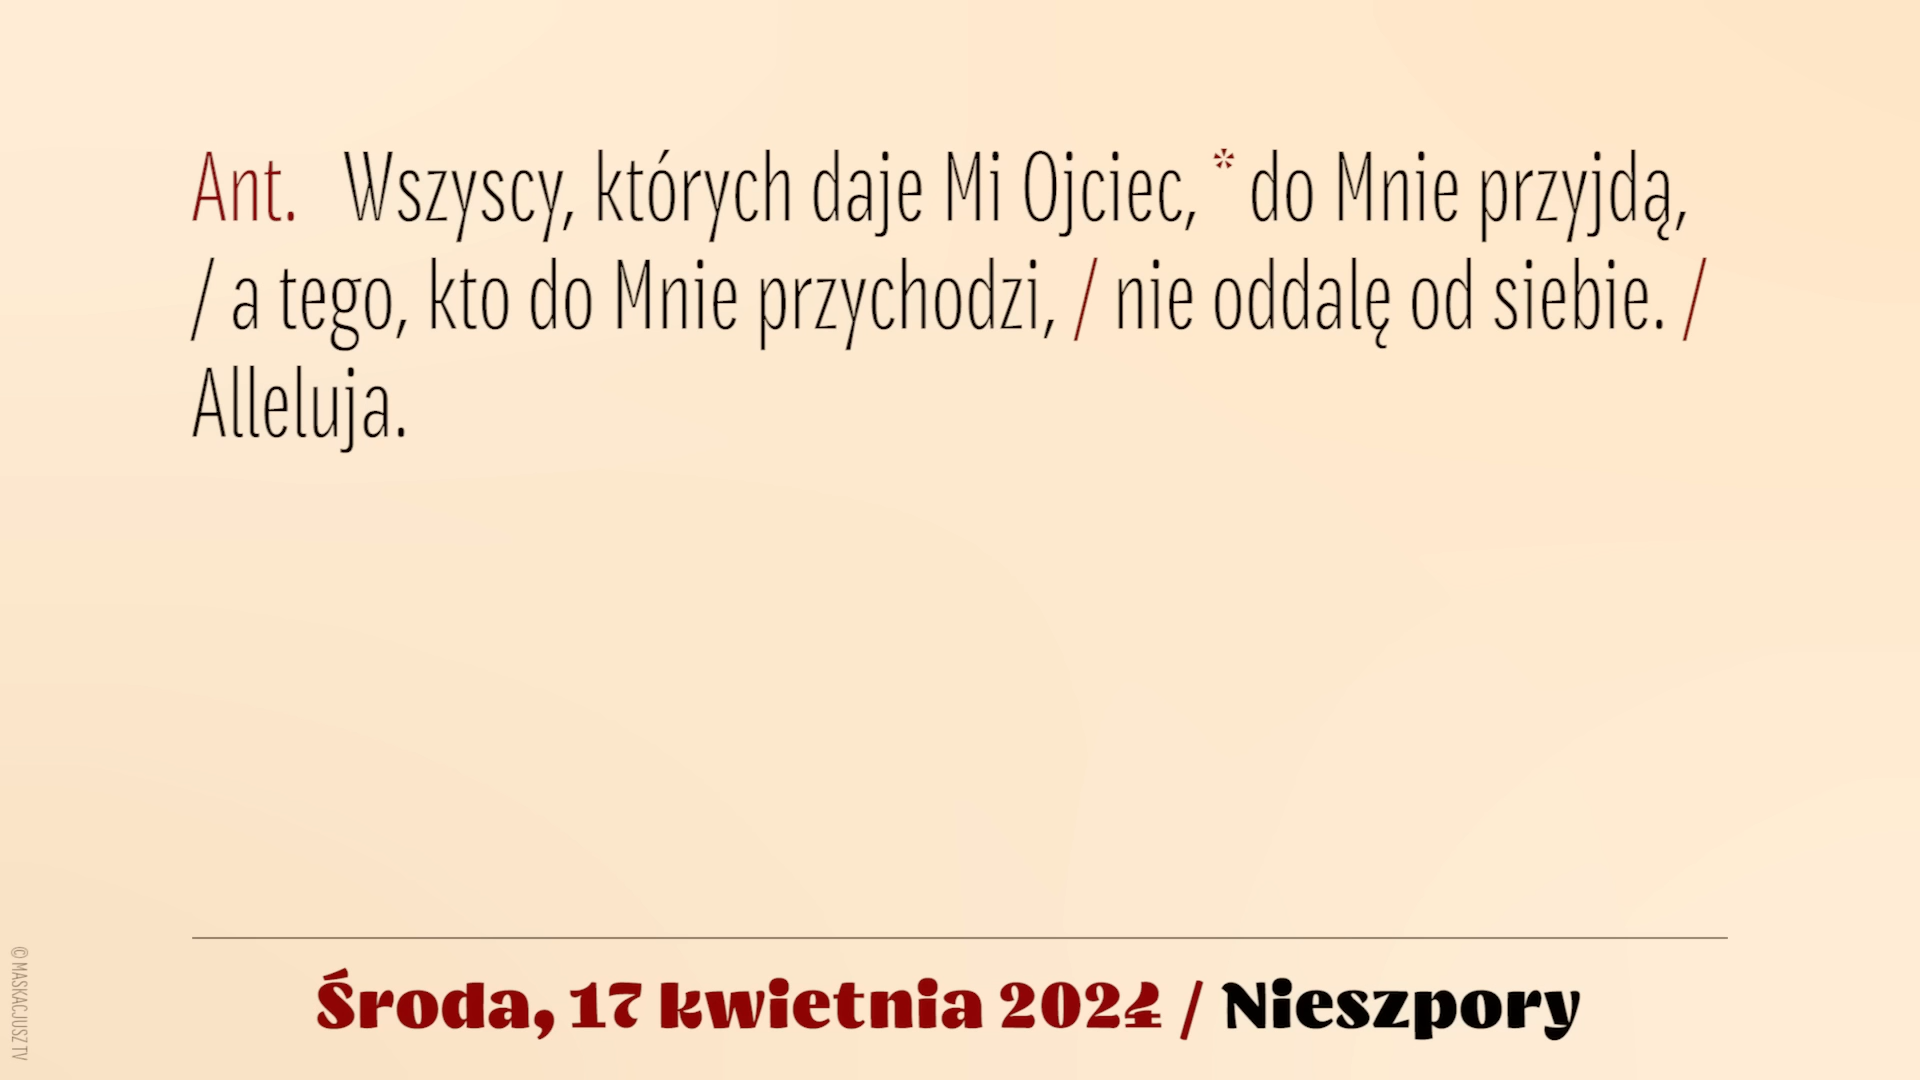 Ant. Wszyscy, których daje Mi Ojciec, * do Mnie przyjdą,
/ a tego, kto do Mnie przychodzi, / nie oddalę od siebie. /
Alleluja.
Środa, 17 kwietnia 2024 / Nieszpory
© MASKACJUSZ TV